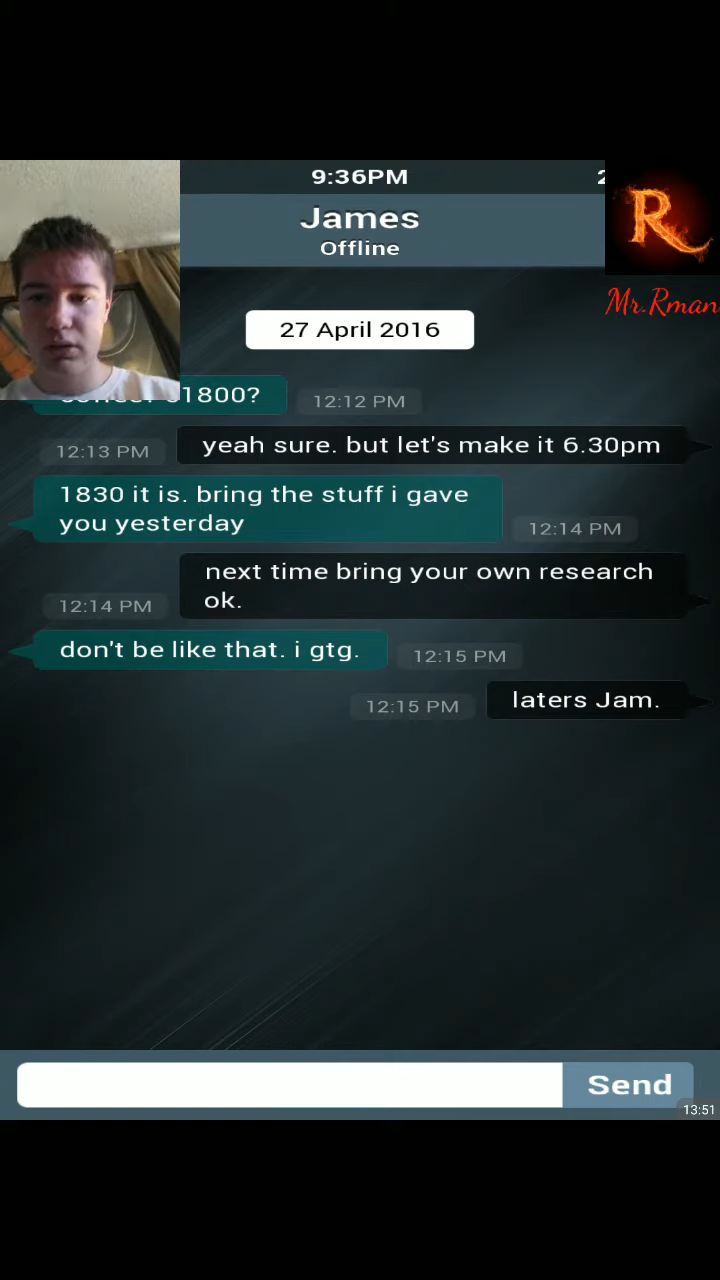 9:36PM
James
Offline
R
Mr.Rman
27 April 2016
1800?
12:12 PM
yeah sure. but let's make it 6.30pm
12:13 PM
1830 it is. bring the stuff i gave
you yesterday
12:14 PM
next time bring your own research
ok.
12:14 PM
don't be like that. i gtg.
12:15 PM
laters Jam.
12:15 PM
Send
13:51